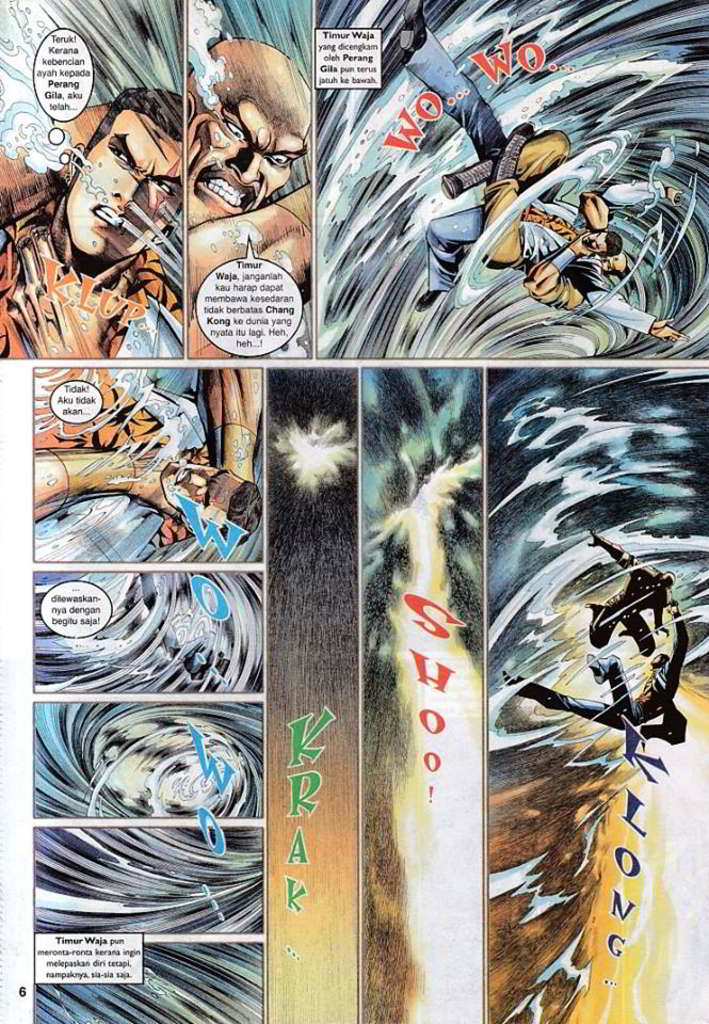 Teruk!
Kerana
kebencian
ayah kepada
Perang
Gila, aku
telah...
KLUP..
Timur
Waja, janganlah
kau harap dapat
membawa kesedaran
tidak berbatas Chang
Kong ke dunia yang
nyata itu lagi. Heh,
heh...!
Timur Waja
yang dicengkam
oleh Perang
Gila pun terus
jatuh ke bawah.
WO... WO...
Tidak!
Aku tidak
akan...
WO
...
dilewaskan-
nya dengan
begitu saja!
WO...
Timur Waja pun
meronta-ronta kerana ingin
melepaskan diri tetapi,
nampaknya, sia-sia saja.
KRAK..
SHOO!
KLONG...
6